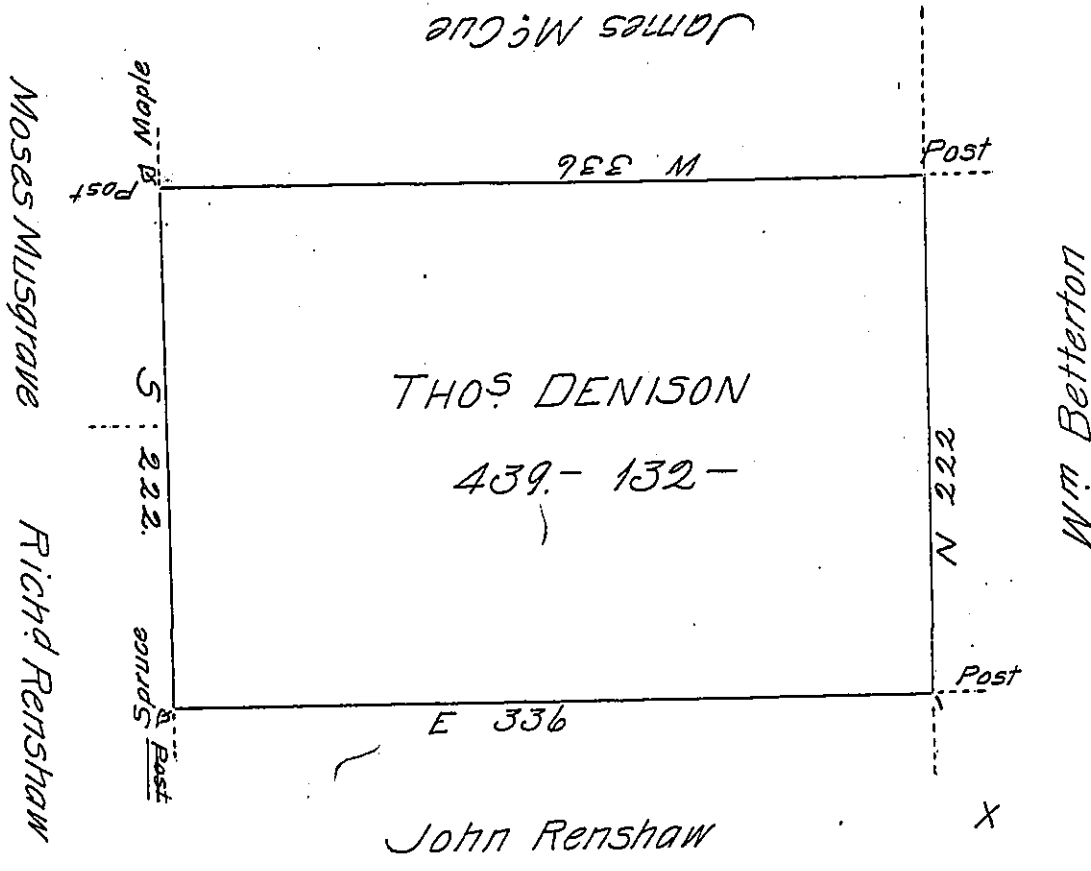 James McCue
Maple
Post
W 336
Post
Moses Musgrave
S 222.
THOS. DENISON
439.- 132-
N 222
Wm Betterton
Richd Renshaw
Spruce
Post
E 336
Post
John Renshaw
X